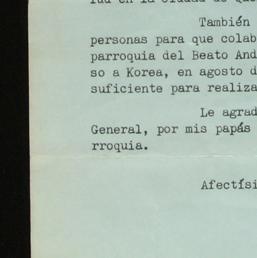 en la ciudad de
También
personas para que colab
parroquia del Beato And
so a Korea, en agosto d
suficiente para realiza
Le agrad
General, por mis papás
rroquia.
Afectísi